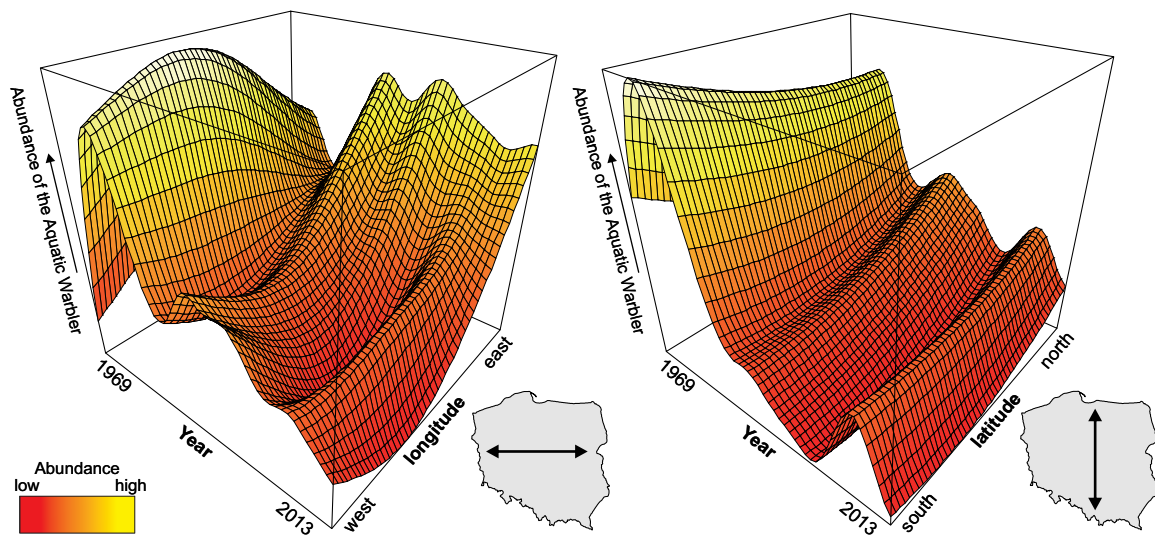 Abundance of the Aquatic Warbler
1969
Year
2013
west
longitude
east
Abundance
low high
Abundance of the Aquatic Warbler
1969
Year
2013
south
latitude
north